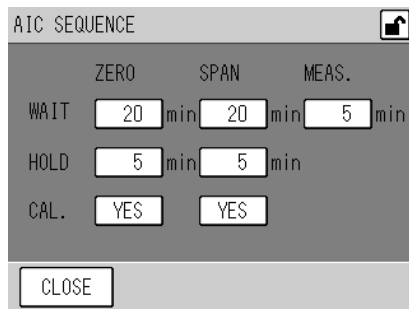 AIC SEQUENCE
ZERO SPAN MEAS.
WAIT 20 min 20 min 5 min
HOLD 5 min 5 min
CAL. YES YES
CLOSE